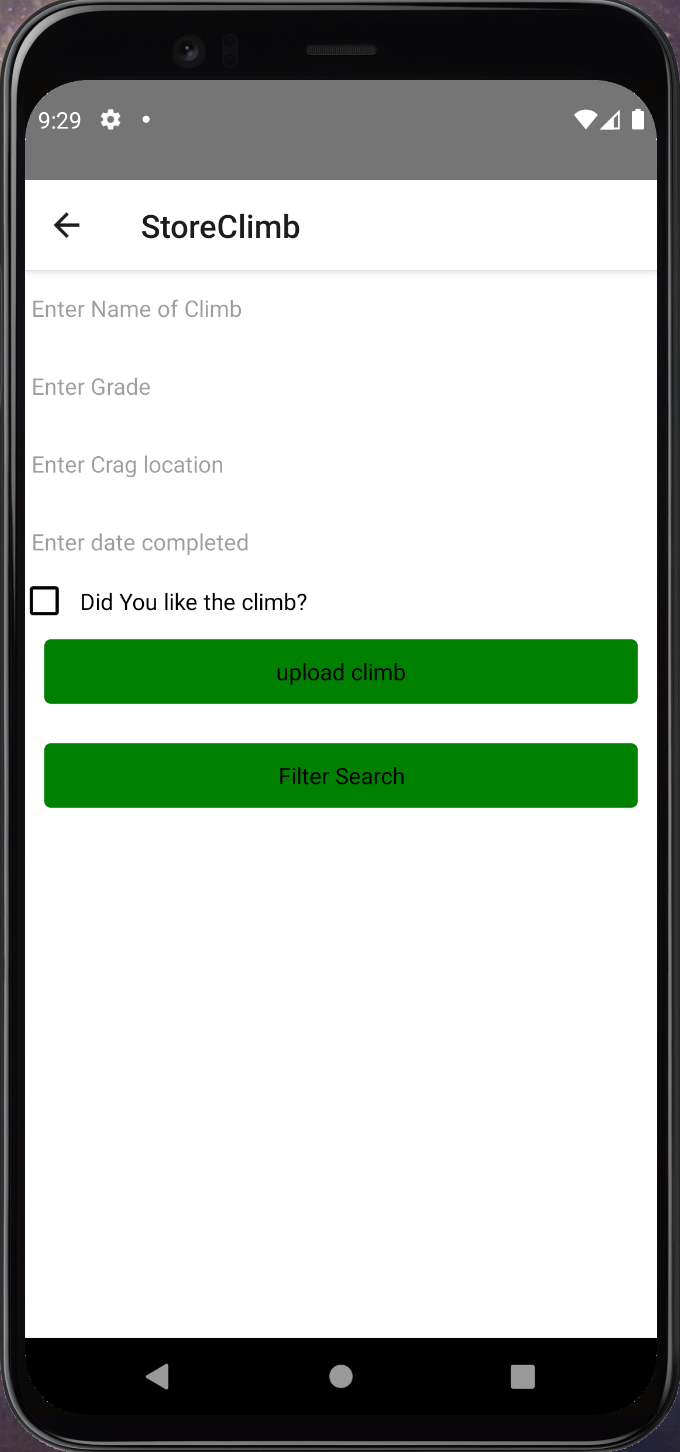 9:29
StoreClimb
Enter Name of Climb
Enter Grade
Enter Crag location
Enter date completed
Did You like the climb?
upload climb
Filter Search